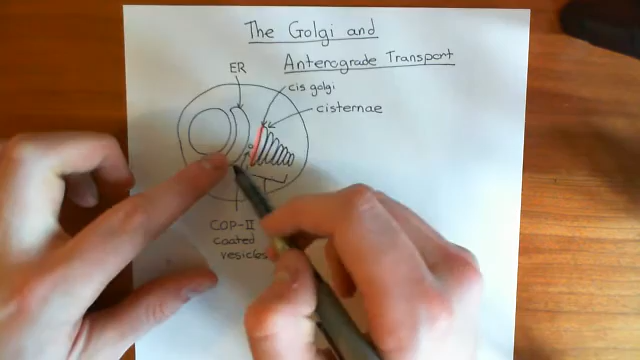 The Golgi and
Anterograde Transport
ER
cis golgi
cisternae
COP-II
coated
vesicles